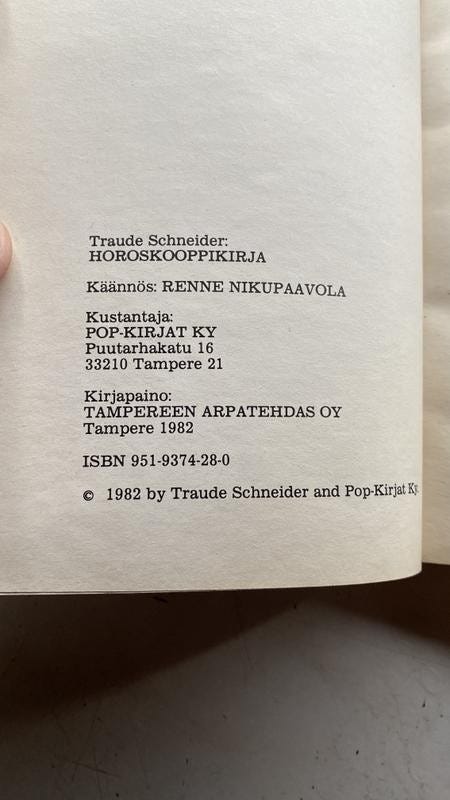 Traude Schneider:
HOROSKOOPPIKIRJA
Käännös: RENNE NIKUPAAVOLA
Kustantaja:
POP-KIRJAT KY
Puutarhakatu 16
33210 Tampere 21
Kirjapaino:
TAMPEREEN ARPATEHDAS OY
Tampere 1982
ISBN 951-9374-28-0
© 1982 by Traude Schneider and Pop-Kirjat Ky.